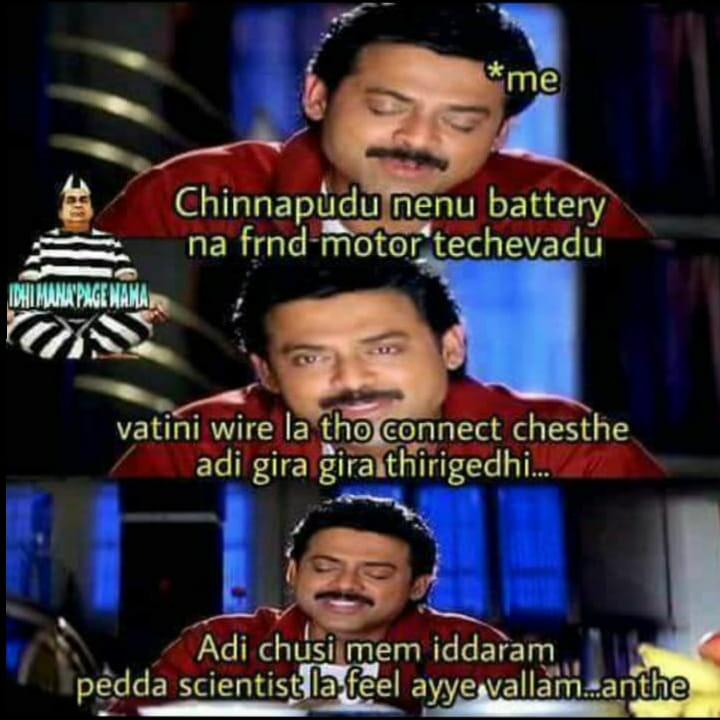 *me
Chinnapudu nenu battery
na frnd motor techevadu
IDHI MANA PAGE MAMA
vatini wire la tho connect chesthe
adi gira gira thirigedhi...
Adi chusi mem iddaram
pedda scientist la feel ayye vallam...anthe